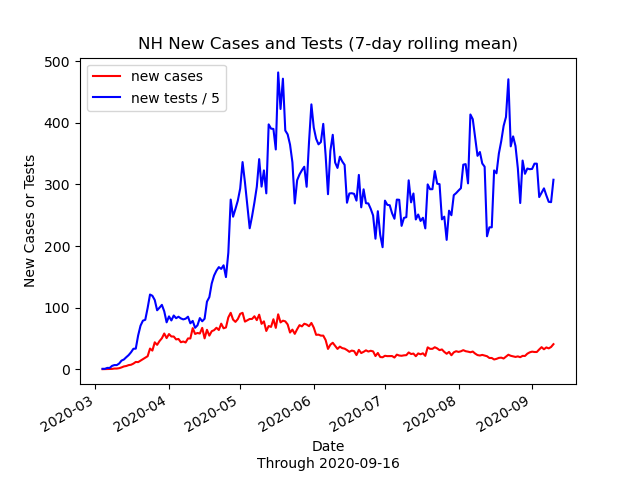 NH New Cases and Tests (7-day rolling mean)
new cases
new tests / 5
New Cases or Tests
500
400
300
200
100
0
2020-03
2020-04
2020-05
2020-06
2020-07
2020-08
2020-09
Date
Through 2020-09-16